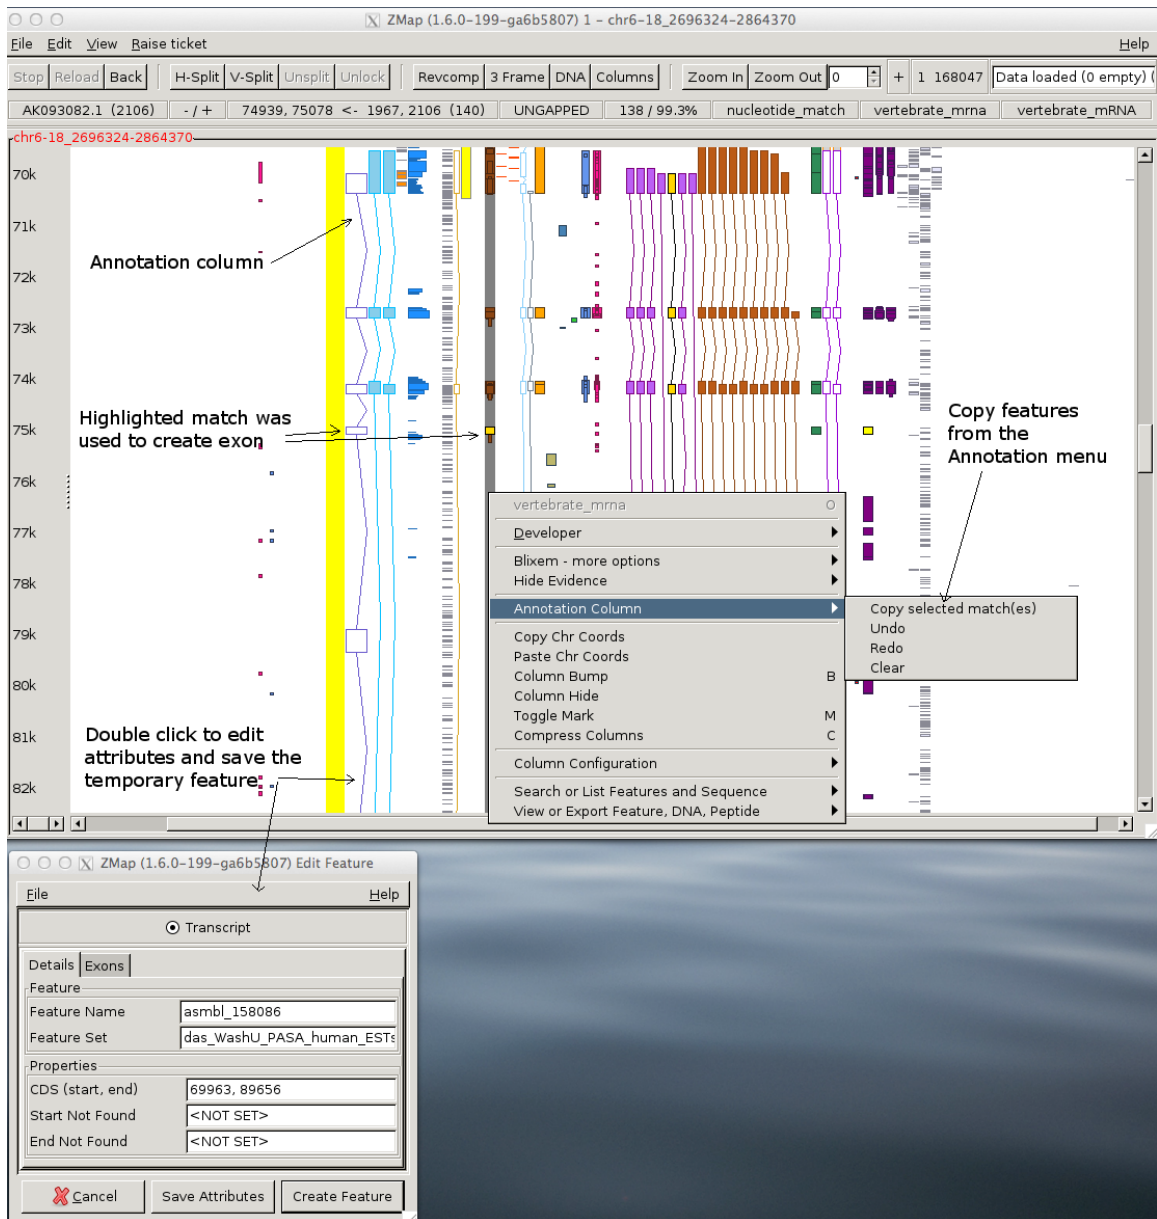 ZMap (1.6.0-199-ga6b5807) 1 - chr6-18_2696324-2864370
File Edit View Raise ticket Help
Stop Reload Back H-Split V-Split Unsplit Unlock Revcomp 3 Frame DNA Columns Zoom In Zoom Out 0 + 1 168047 Data loaded (0 empty) (
AK093082.1 (2106) - / + 74939, 75078 <- 1967, 2106 (140) UNGAPPED 138 / 99.3% nucleotide_match vertebrate_mrna vertebrate_mRNA
chr6-18_2696324-2864370
70k
71k
Annotation column
72k
73k
74k
Highlighted match was
used to create exon
75k
Copy features
from the
Annotation menu
76k
77k
78k
79k
80k
81k
82k
vertebrate_mrna O
Developer
Blixem - more options
Hide Evidence
Annotation Column
Copy Chr Coords
Paste Chr Coords
Column Bump B
Column Hide
Toggle Mark M
Compress Columns C
Column Configuration
Search or List Features and Sequence
View or Export Feature, DNA, Peptide
Copy selected match(es)
Undo
Redo
Clear
Double click to edit
attributes and save the
temporary feature
ZMap (1.6.0-199-ga6b5807) Edit Feature
File Help
Transcript
Details Exons
Feature
Feature Name asmbl_158086
Feature Set das_WashU_PASA_human_ESTs
Properties
CDS (start, end) 69963, 89656
Start Not Found <NOT SET>
End Not Found <NOT SET>
Cancel Save Attributes Create Feature